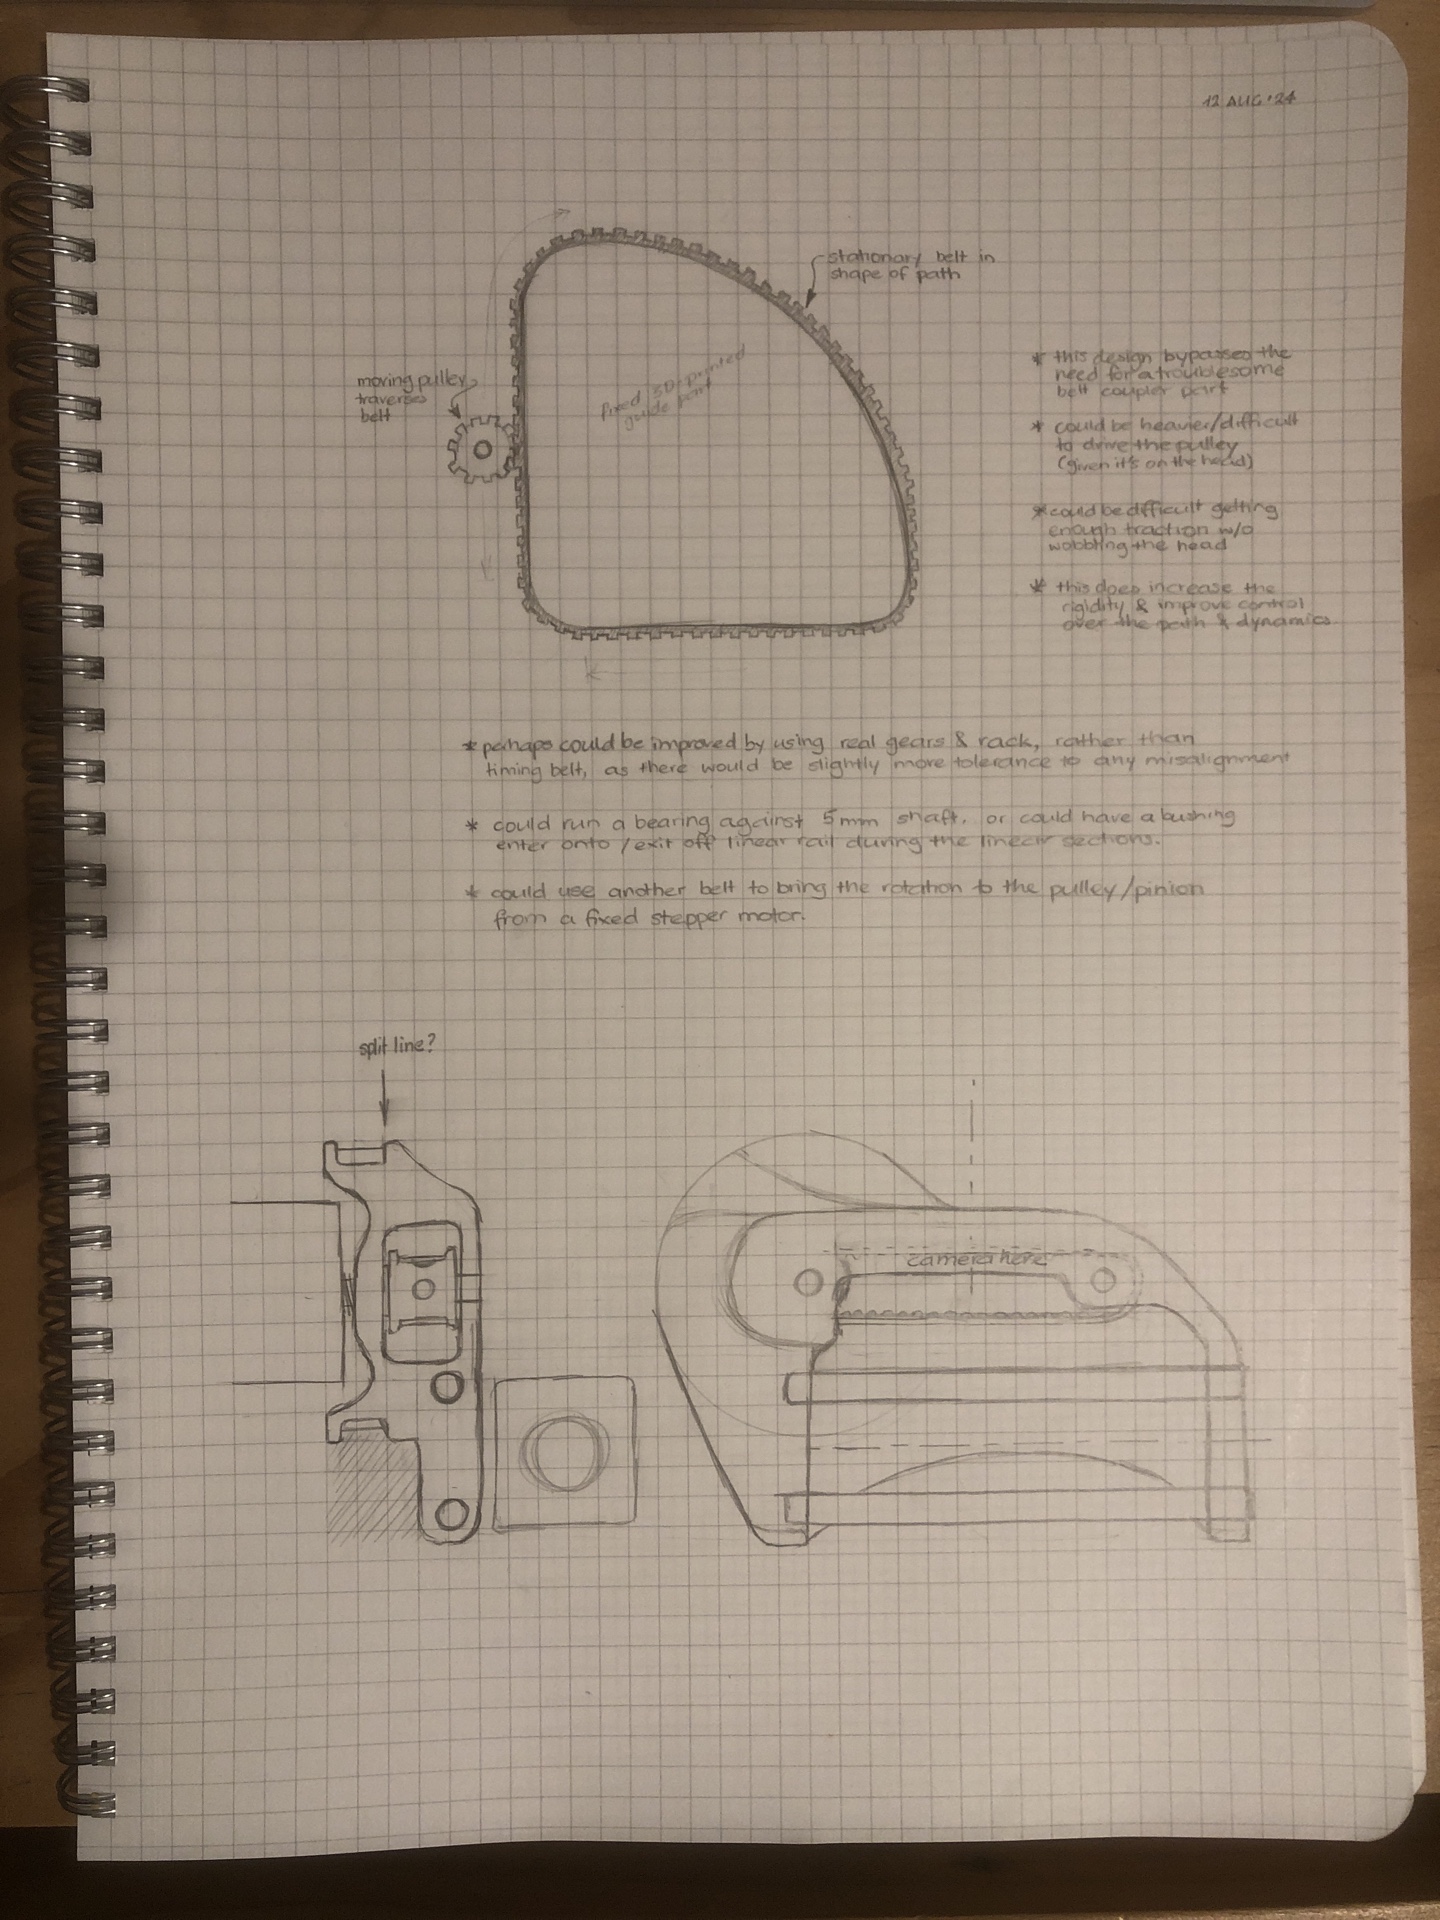 12 AUG '24
stationary belt in
shape of path
moving pulley
traverses
belt
fixed 3D-printed
guide part
* this design bypasses the
need for a troublesome
belt coupler part
* could be heavier/difficult
to drive the pulley
(given it's on the head)
* could be difficult getting
enough traction w/o
wobbling the head
* this does increase the
rigidity & improve control
over the path & dynamics
* perhaps could be improved by using real gears & rack, rather than
timing belt, as there would be slightly more tolerance to any misalignment
* could run a bearing against 5mm shaft, or could have a bushing
enter onto / exit off linear rail during the linear sections.
* could use another belt to bring the rotation to the pulley/pinion
from a fixed stepper motor.
split line?
camera here